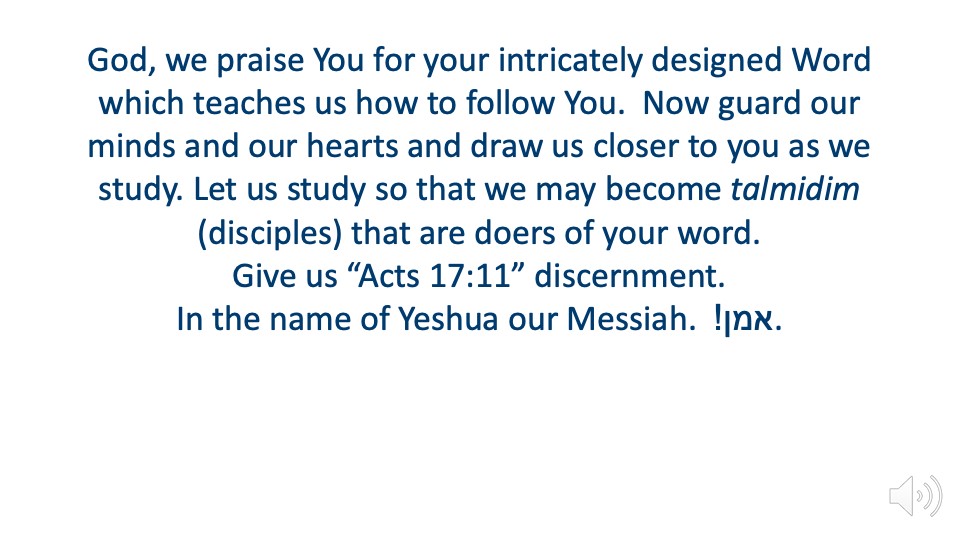 God, we praise You for your intricately designed Word
which teaches us how to follow You.  Now guard our
minds and our hearts and draw us closer to you as we
study. Let us study so that we may become talmidim
(disciples) that are doers of your word.
Give us “Acts 17:11” discernment.
In the name of Yeshua our Messiah.  אמן!.